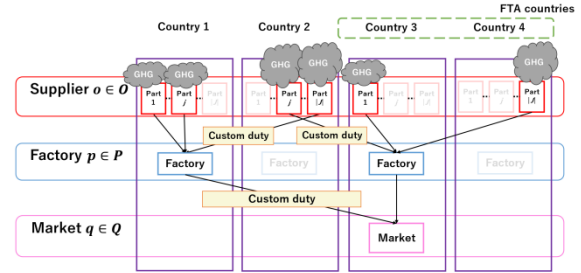 FTA countries
Country 1
Country 2
Country 3
Country 4
GHG
GHG
GHG
GHG
GHG
GHG
Supplier o ∈ O
Part 1
Part j
Part |J|
Part 1
Part j
Part |J|
Part 1
Part j
Part |J|
Part 1
Part j
Part |J|
Custom duty
Custom duty
Factory p ∈ P
Factory
Factory
Factory
Factory
Custom duty
Market q ∈ Q
Market